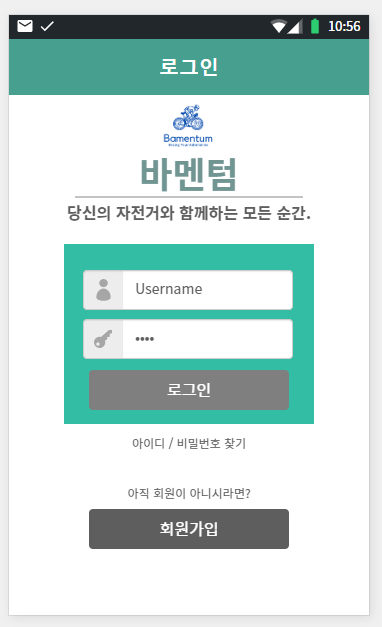 10:56
로그인
Bamentum
바멘텀
당신의 자전거와 함께하는 모든 순간.
Username
••••
로그인
아이디 / 비밀번호 찾기
아직 회원이 아니시라면?
회원가입